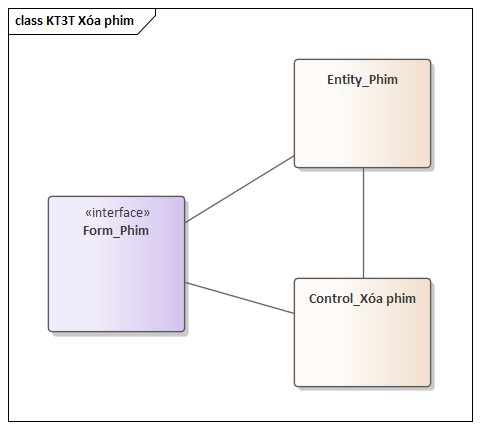 class KT3T Xóa phim
Entity_Phim
«interface»
Form_Phim
Control_Xóa phim